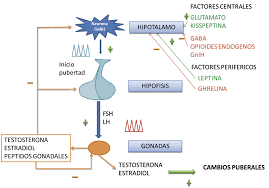 FACTORES CENTRALES
GLUTAMATO
KISSPEPTINA
Neurona
GnRH
HIPOTALAMO
GABA
OPIOIDES ENDOGENOS
GnIH
Inicio
pubertad
FACTORES PERIFERICOS
LEPTINA
GHRELINA
HIPOFISIS
FSH
LH
GONADAS
TESTOSTERONA
ESTRADIOL
PEPTIDOS GONADALES
TESTOSTERONA
ESTRADIOL
CAMBIOS PUBERALES